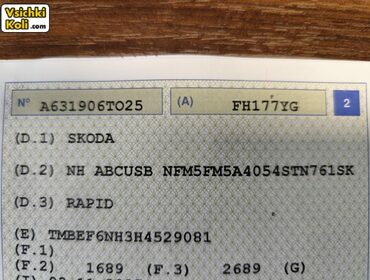 Vsichki
Koli.com
Nº A631906TO25 (A) FH177YG 2
(D.1) SKODA
(D.2) NH ABCUSB NFM5FM5A4054STN761SK
(D.3) RAPID
(E) TMBEF6NH3H4529081
(F.1)
(F.2) 1689 (F.3) 2689 (G)